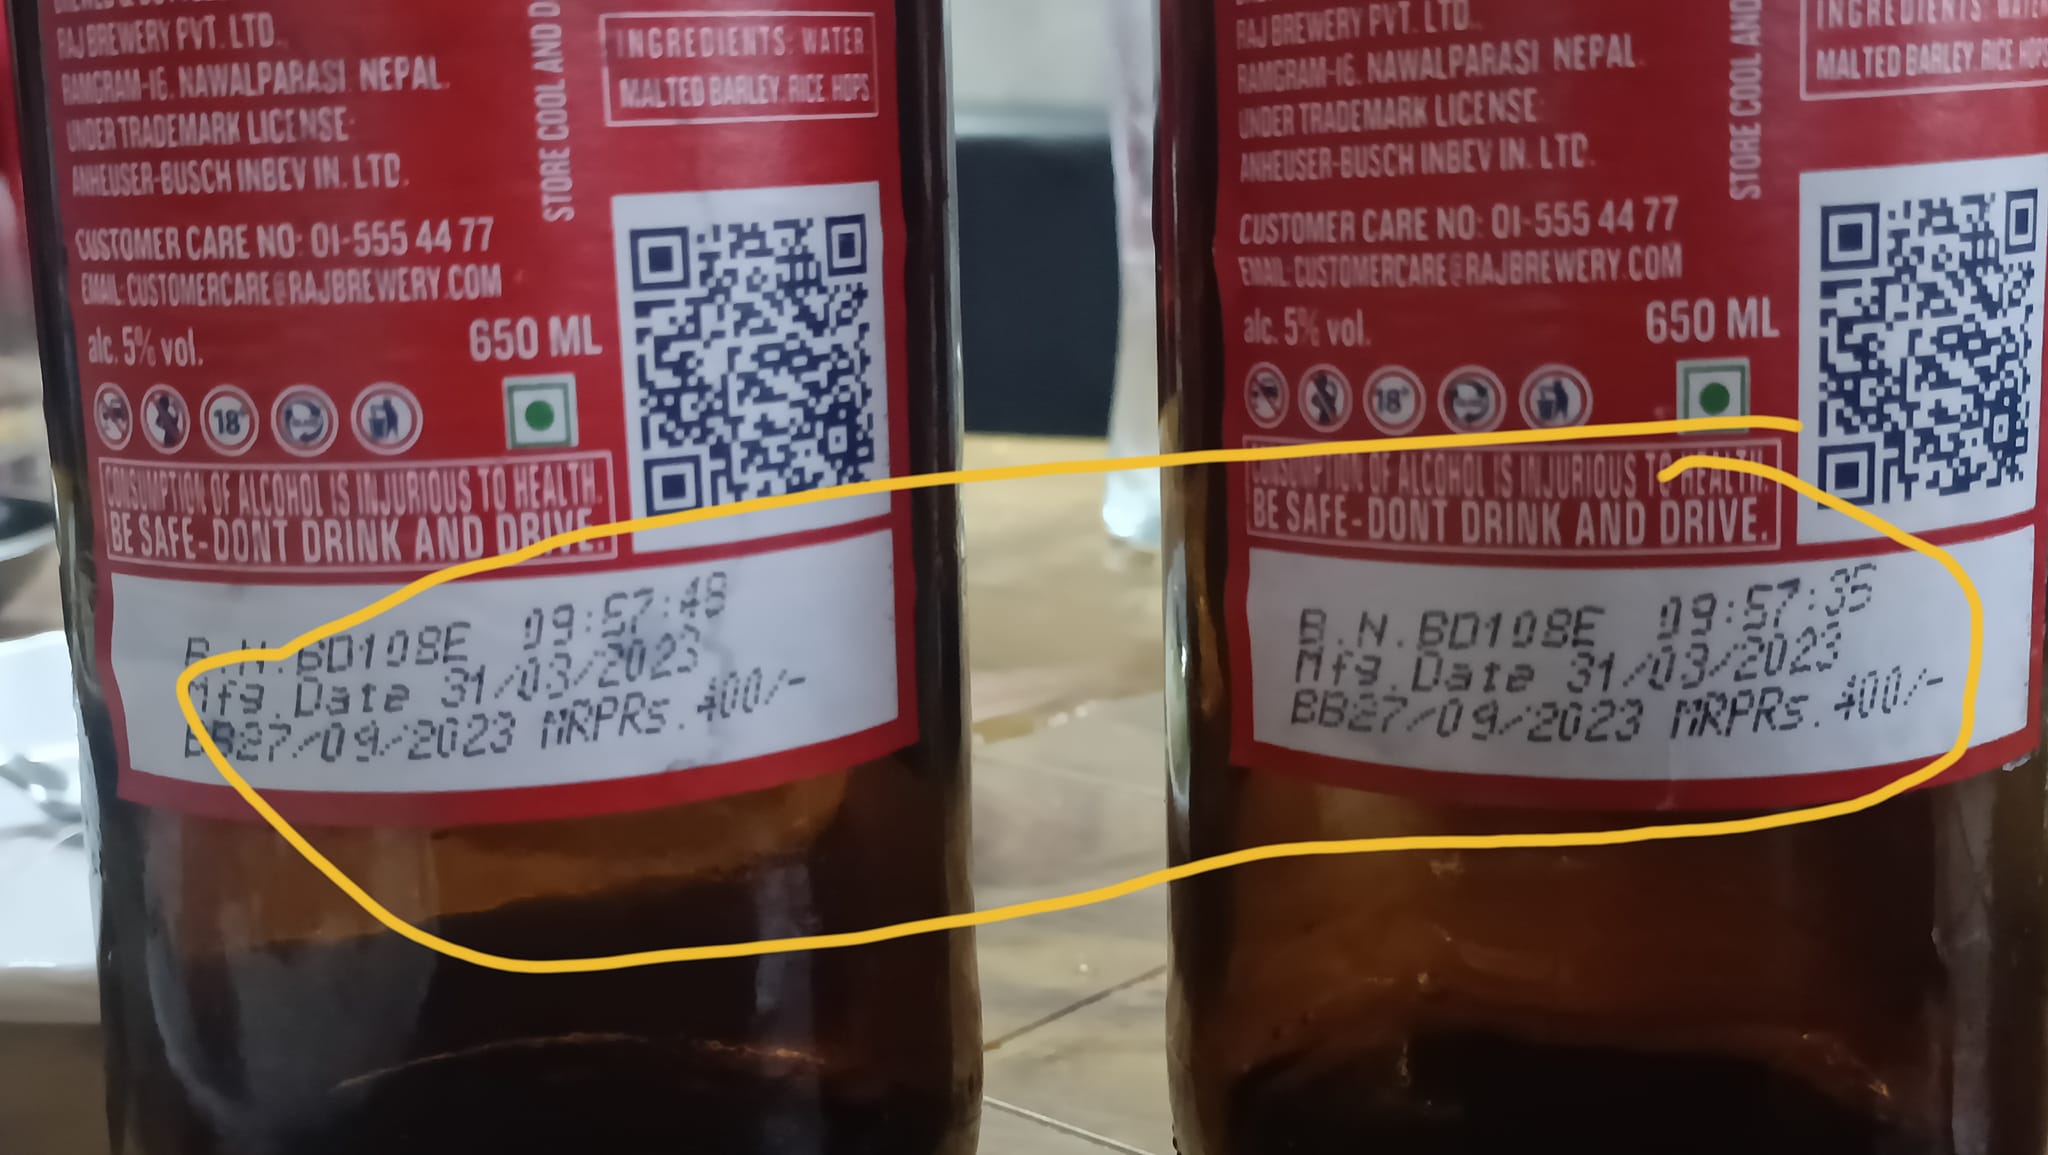 RAJ BREWERY PVT. LTD.
RAMGRAM-16, NAWALPARASI, NEPAL.
UNDER TRADEMARK LICENSE:
ANHEUSER-BUSCH INBEV IN. LTD.
CUSTOMER CARE NO: 01-555 44 77
EMAIL: CUSTOMERCARE@RAJBREWERY.COM
alc. 5% vol.
650 ML
18+
CONSUMPTION OF ALCOHOL IS INJURIOUS TO HEALTH.
BE SAFE-DONT DRINK AND DRIVE.
STORE COOL AND
INGREDIENTS: WATER,
MALTED BARLEY, RICE, HOPS
B.N.BD108E 09:57:48
Mfg.Date 31/03/2023
BB27/09/2023 MRPRs.400/-
RAJ BREWERY PVT. LTD.
RAMGRAM-16, NAWALPARASI, NEPAL.
UNDER TRADEMARK LICENSE:
ANHEUSER-BUSCH INBEV IN. LTD.
CUSTOMER CARE NO: 01-555 44 77
EMAIL: CUSTOMERCARE@RAJBREWERY.COM
alc. 5% vol.
650 ML
18+
CONSUMPTION OF ALCOHOL IS INJURIOUS TO HEALTH.
BE SAFE-DONT DRINK AND DRIVE.
STORE COOL AND
INGREDIENTS: WATER
MALTED BARLEY, RICE, HOPS
B.N.BD108E 09:57:35
Mfg.Date 31/03/2023
BB27/09/2023 MRPRs.400/-